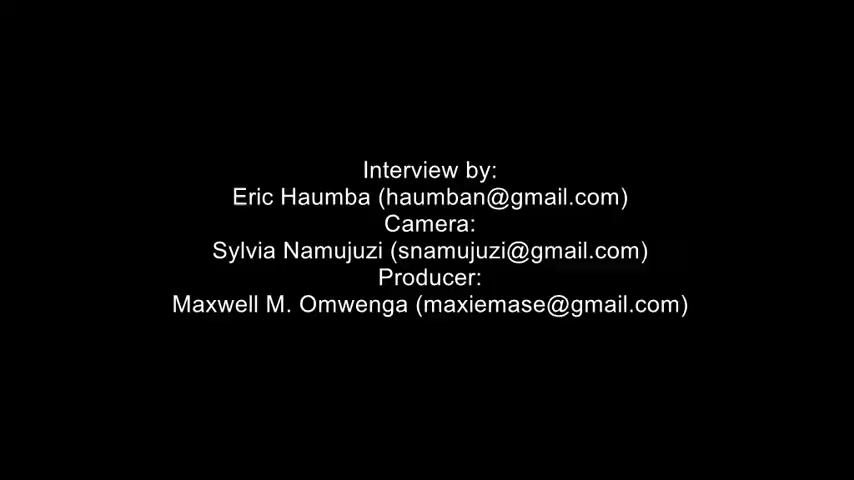 Interview by:
Eric Haumba (haumban@gmail.com)
Camera:
Sylvia Namujuzi (snamujuzi@gmail.com)
Producer:
Maxwell M. Omwenga (maxiemase@gmail.com)